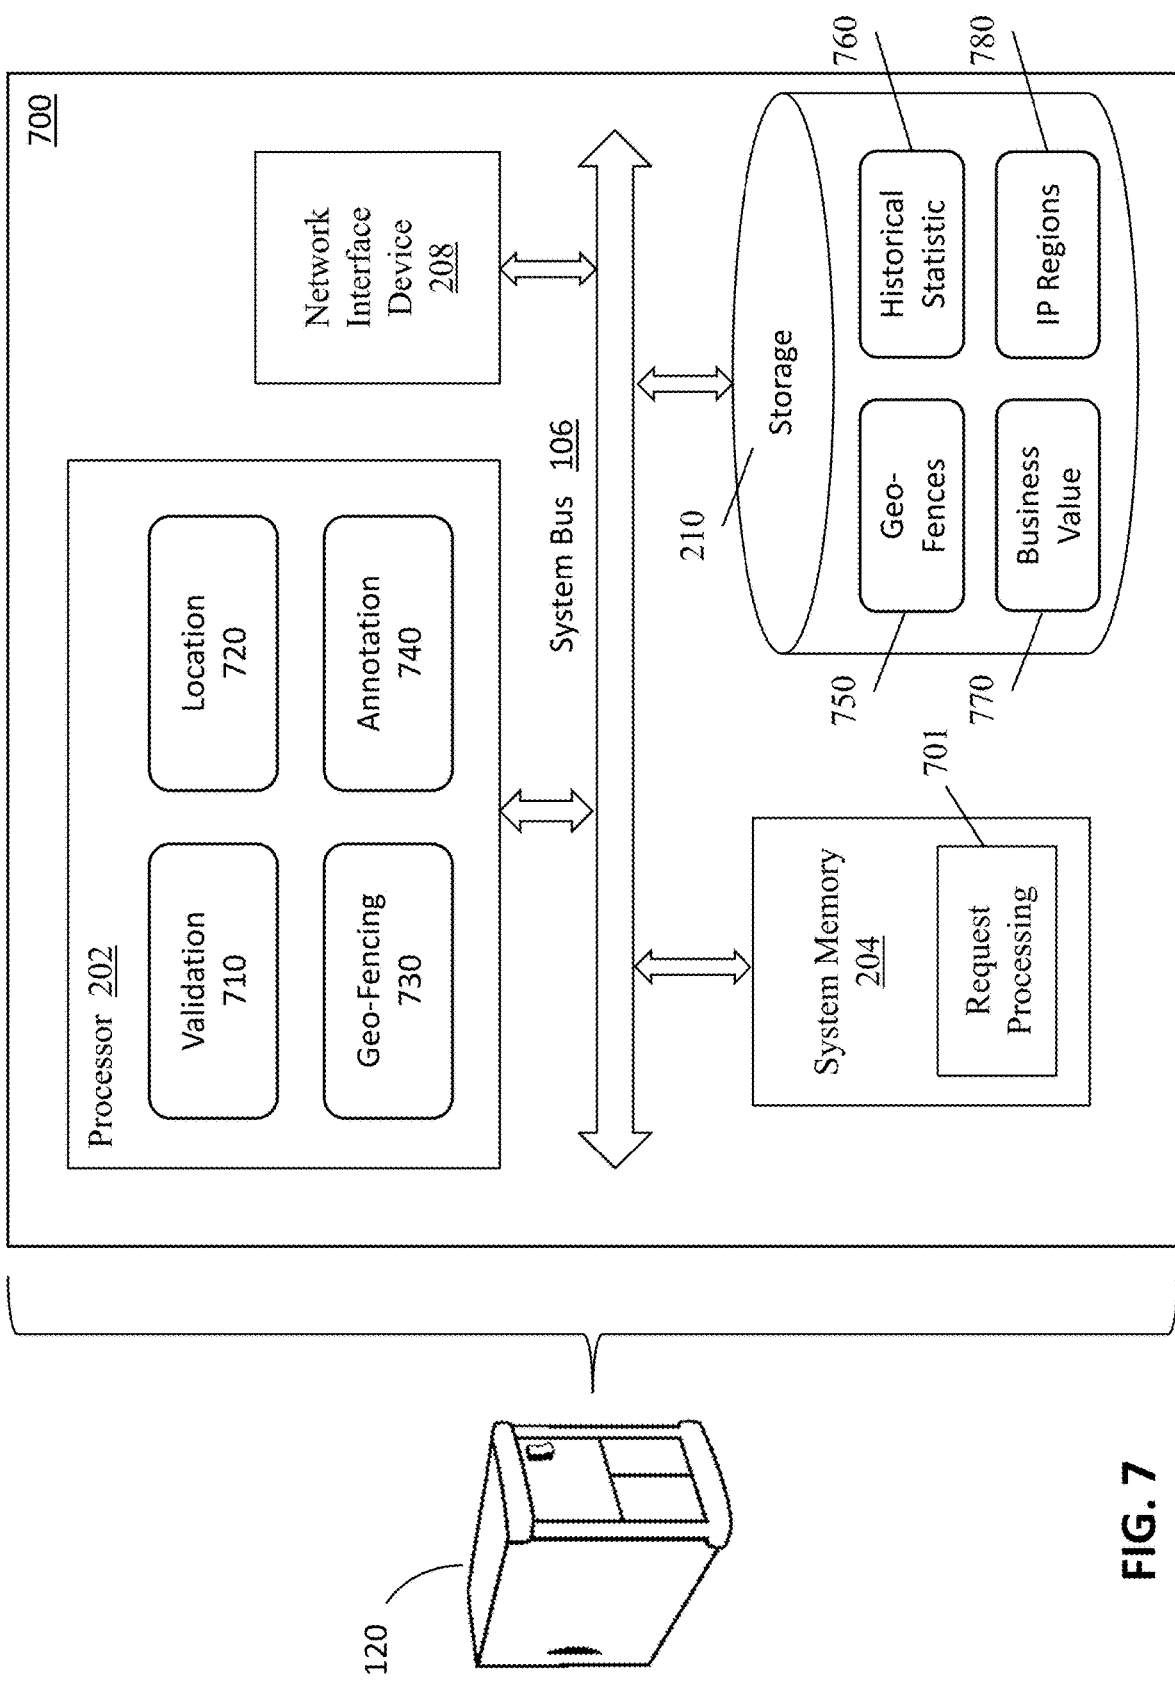 700
Processor 202
Validation
710
Location
720
Geo-Fencing
730
Annotation
740
Network
Interface
Device
208
System Bus 106
System Memory
204
Request
Processing
701
210
Storage
Geo-
Fences
750
Historical
Statistic
760
Business
Value
770
IP Regions
780
120
FIG. 7